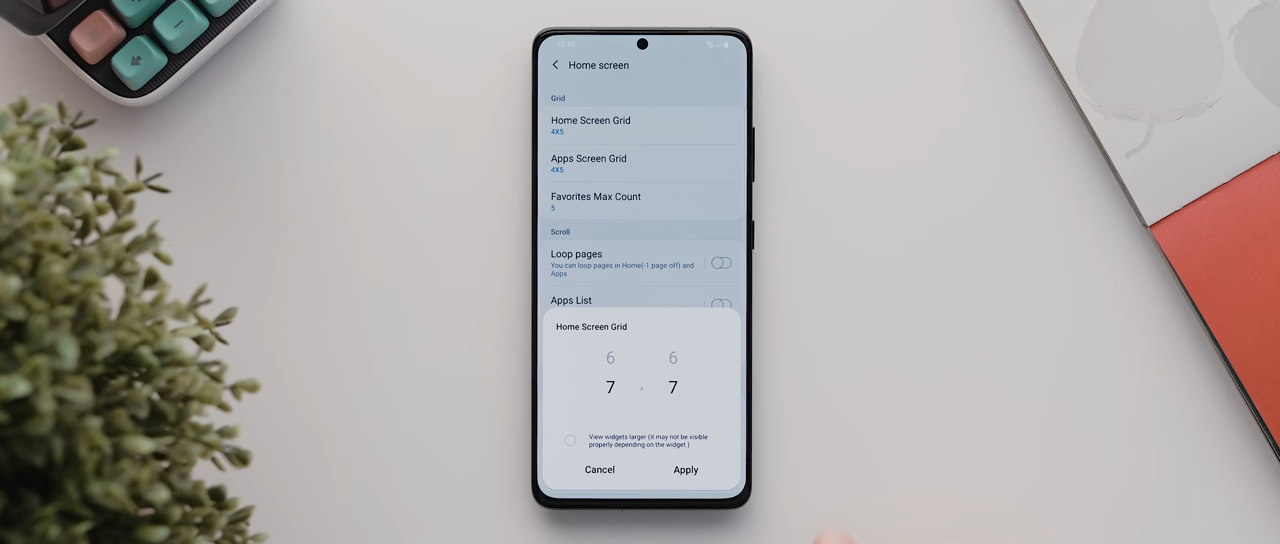 15:45
Home screen
Grid
Home Screen Grid
4X5
Apps Screen Grid
4X5
Favorites Max Count
5
Scroll
Loop pages
You can loop pages in Home(-1 page off) and
Apps
Apps List
Home Screen Grid
6 6
7 x 7
View widgets larger (It may not be visible
properly depending on the widget.)
Cancel Apply